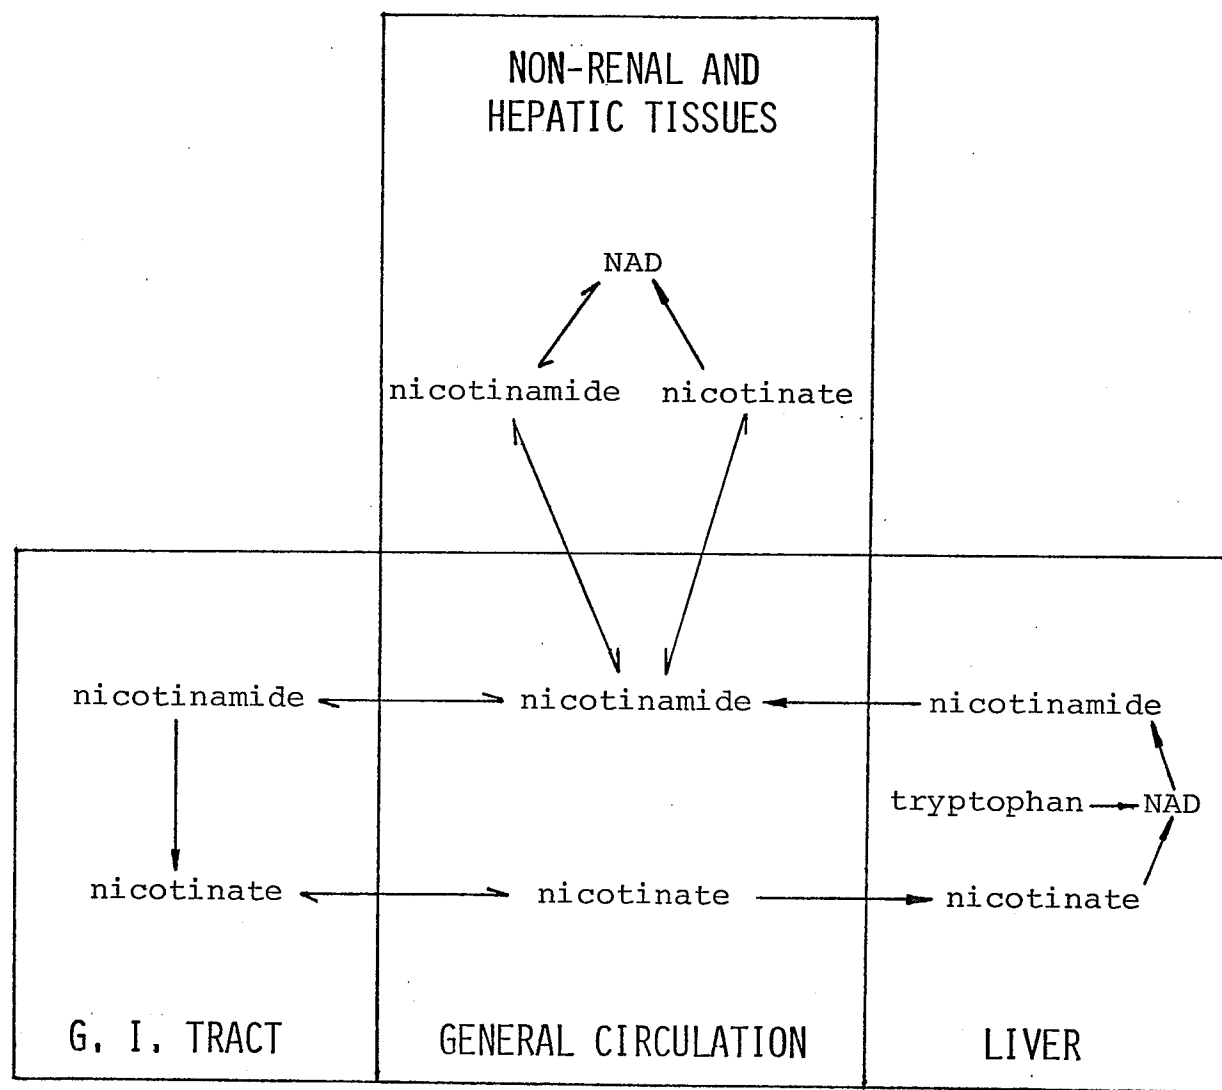 NON-RENAL AND
HEPATIC TISSUES
NAD
nicotinamide nicotinate
nicotinamide nicotinamide nicotinamide
tryptophan NAD
nicotinate nicotinate nicotinate
G. I. TRACT GENERAL CIRCULATION LIVER